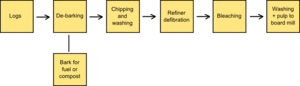 Logs
De-barking
Chipping and
washing
Refiner
defibration
Bleaching
Washing
+ pulp to
board mill
Bark for
fuel or
compost